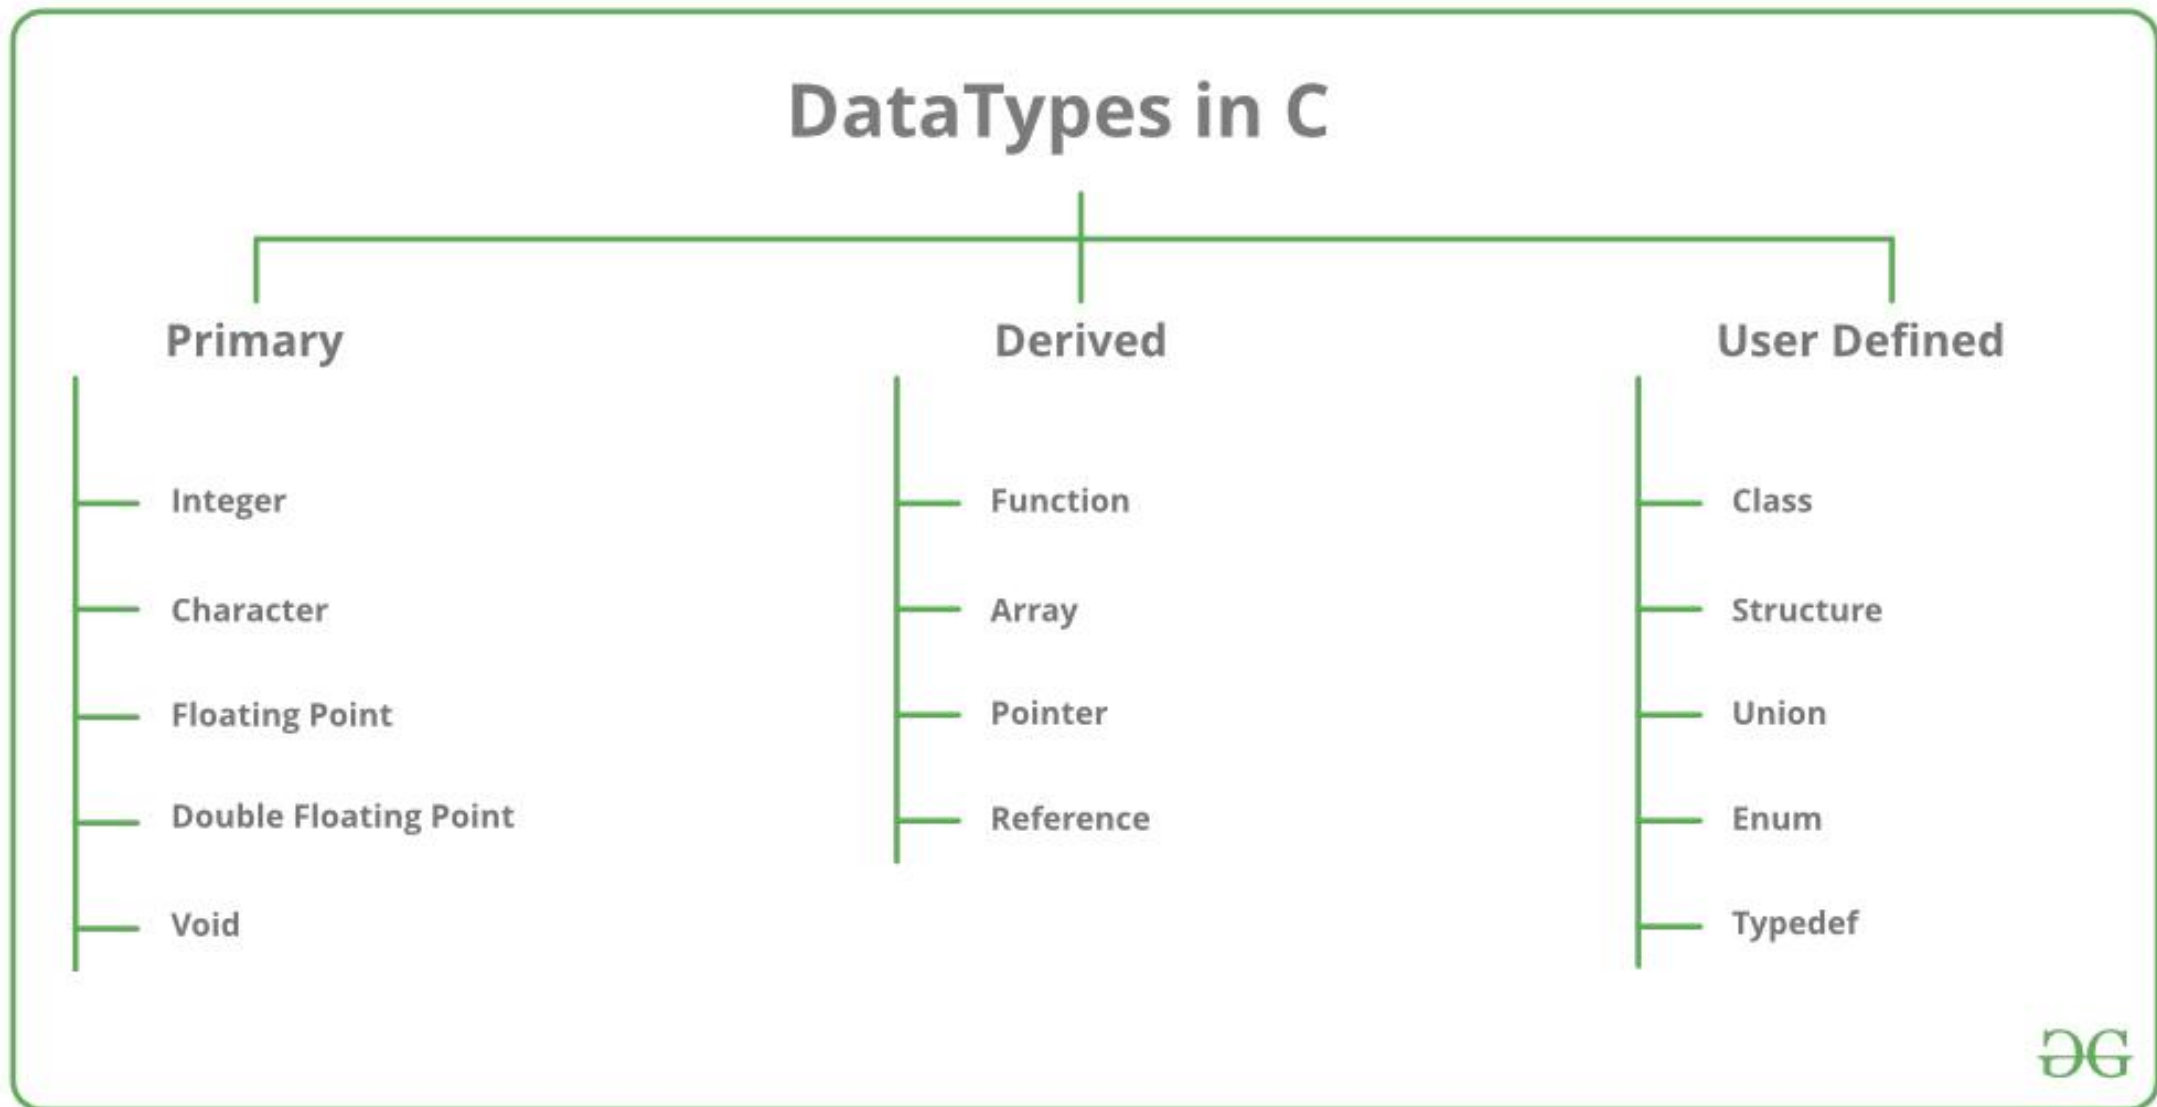 DataTypes in C
Primary
Integer
Character
Floating Point
Double Floating Point
Void
Derived
Function
Array
Pointer
Reference
User Defined
Class
Structure
Union
Enum
Typedef